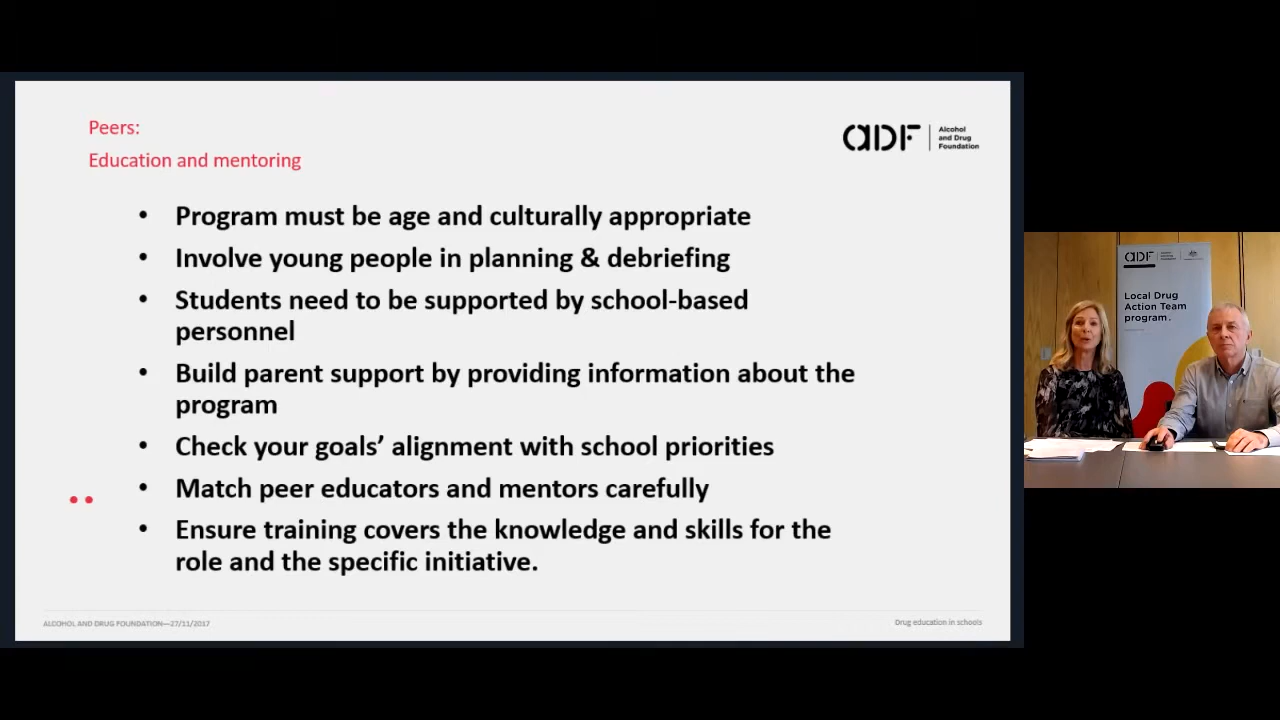 Peers:
Education and mentoring
aDF
Alcohol
and Drug
Foundation
• Program must be age and culturally appropriate
• Involve young people in planning & debriefing
• Students need to be supported by school-based
personnel
• Build parent support by providing information about the
program
• Check your goals’ alignment with school priorities
• Match peer educators and mentors carefully
• Ensure training covers the knowledge and skills for the
role and the specific initiative.
ALCOHOL AND DRUG FOUNDATION—27/11/2017
Drug education in schools
aDF
Local Drug
Action Team
program.